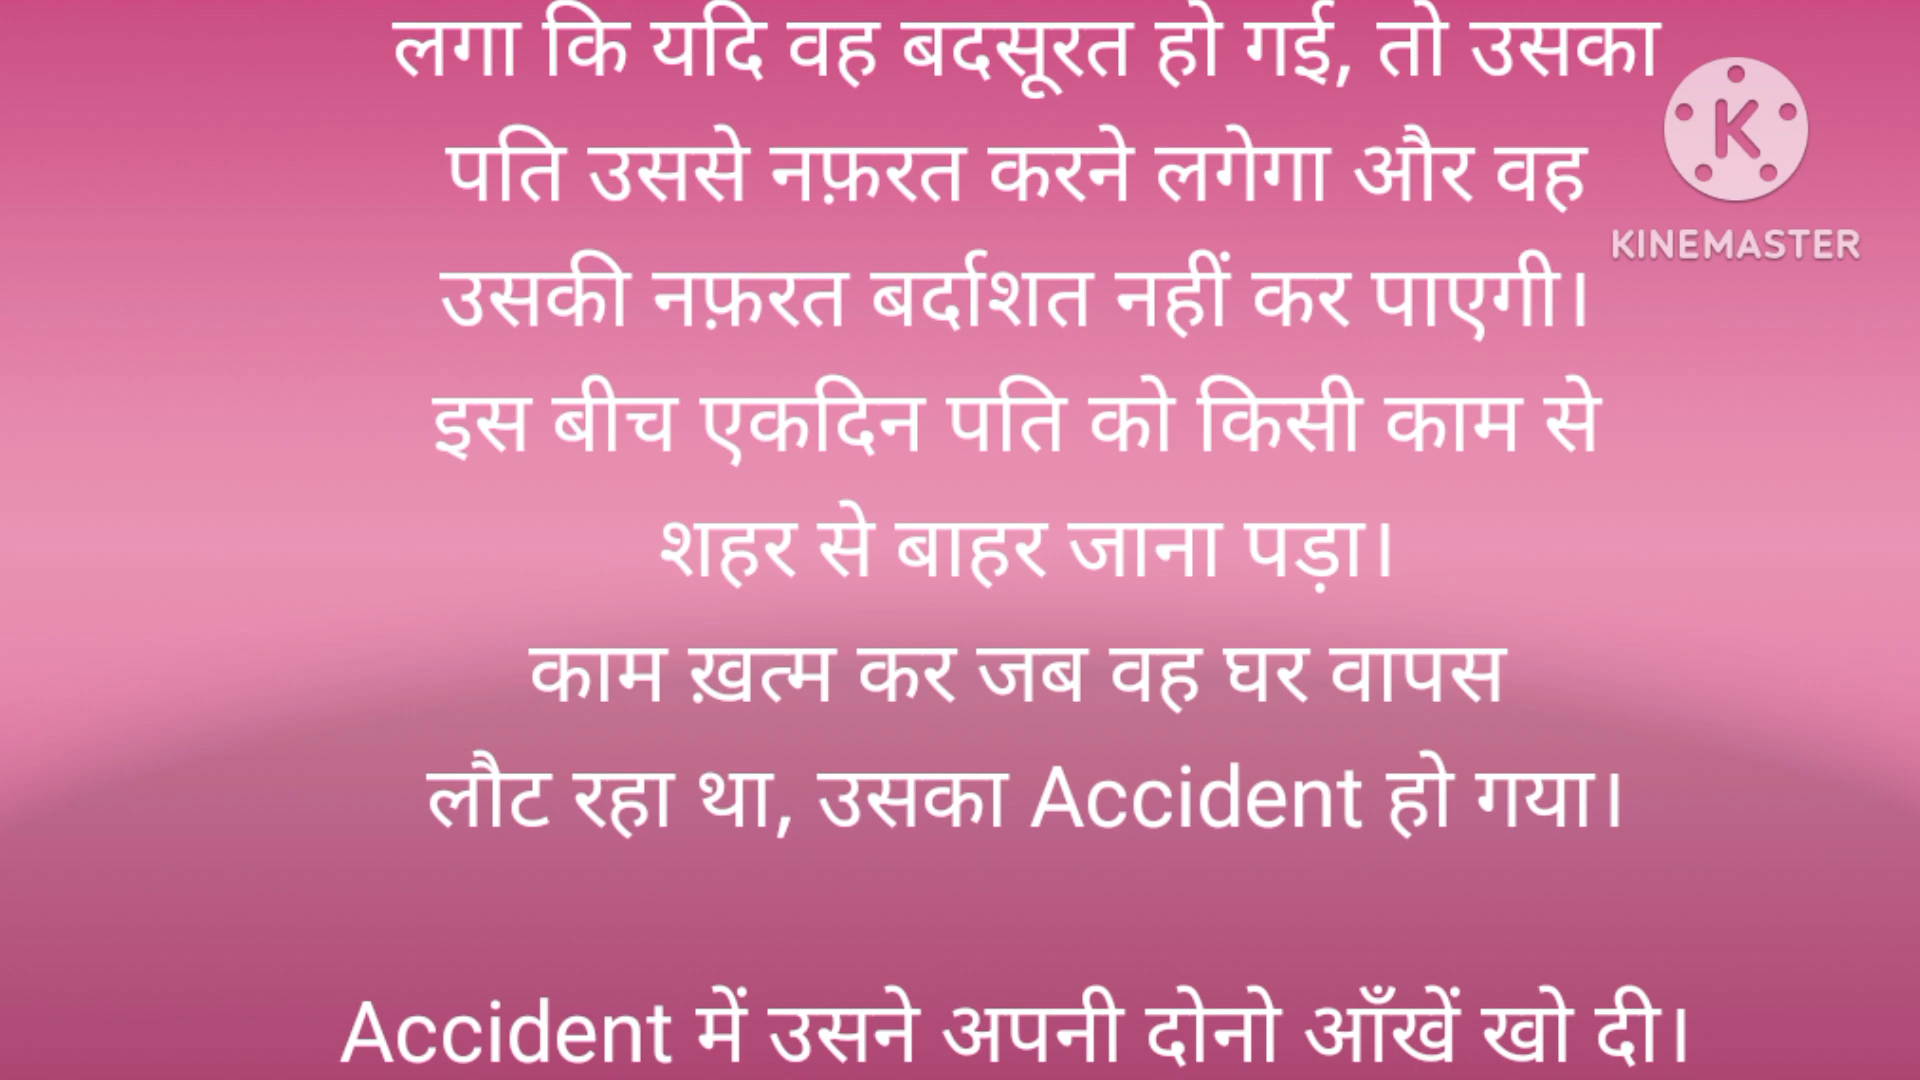 लगा कि यदि वह बदसूरत हो गई, तो उसका
पति उससे नफ़रत करने लगेगा और वह
उसकी नफ़रत बर्दाशत नहीं कर पाएगी।
इस बीच एकदिन पति को किसी काम से
शहर से बाहर जाना पड़ा।
काम ख़त्म कर जब वह घर वापस
लौट रहा था, उसका Accident हो गया।
Accident में उसने अपनी दोनो आँखें खो दी।
K
KINEMASTER